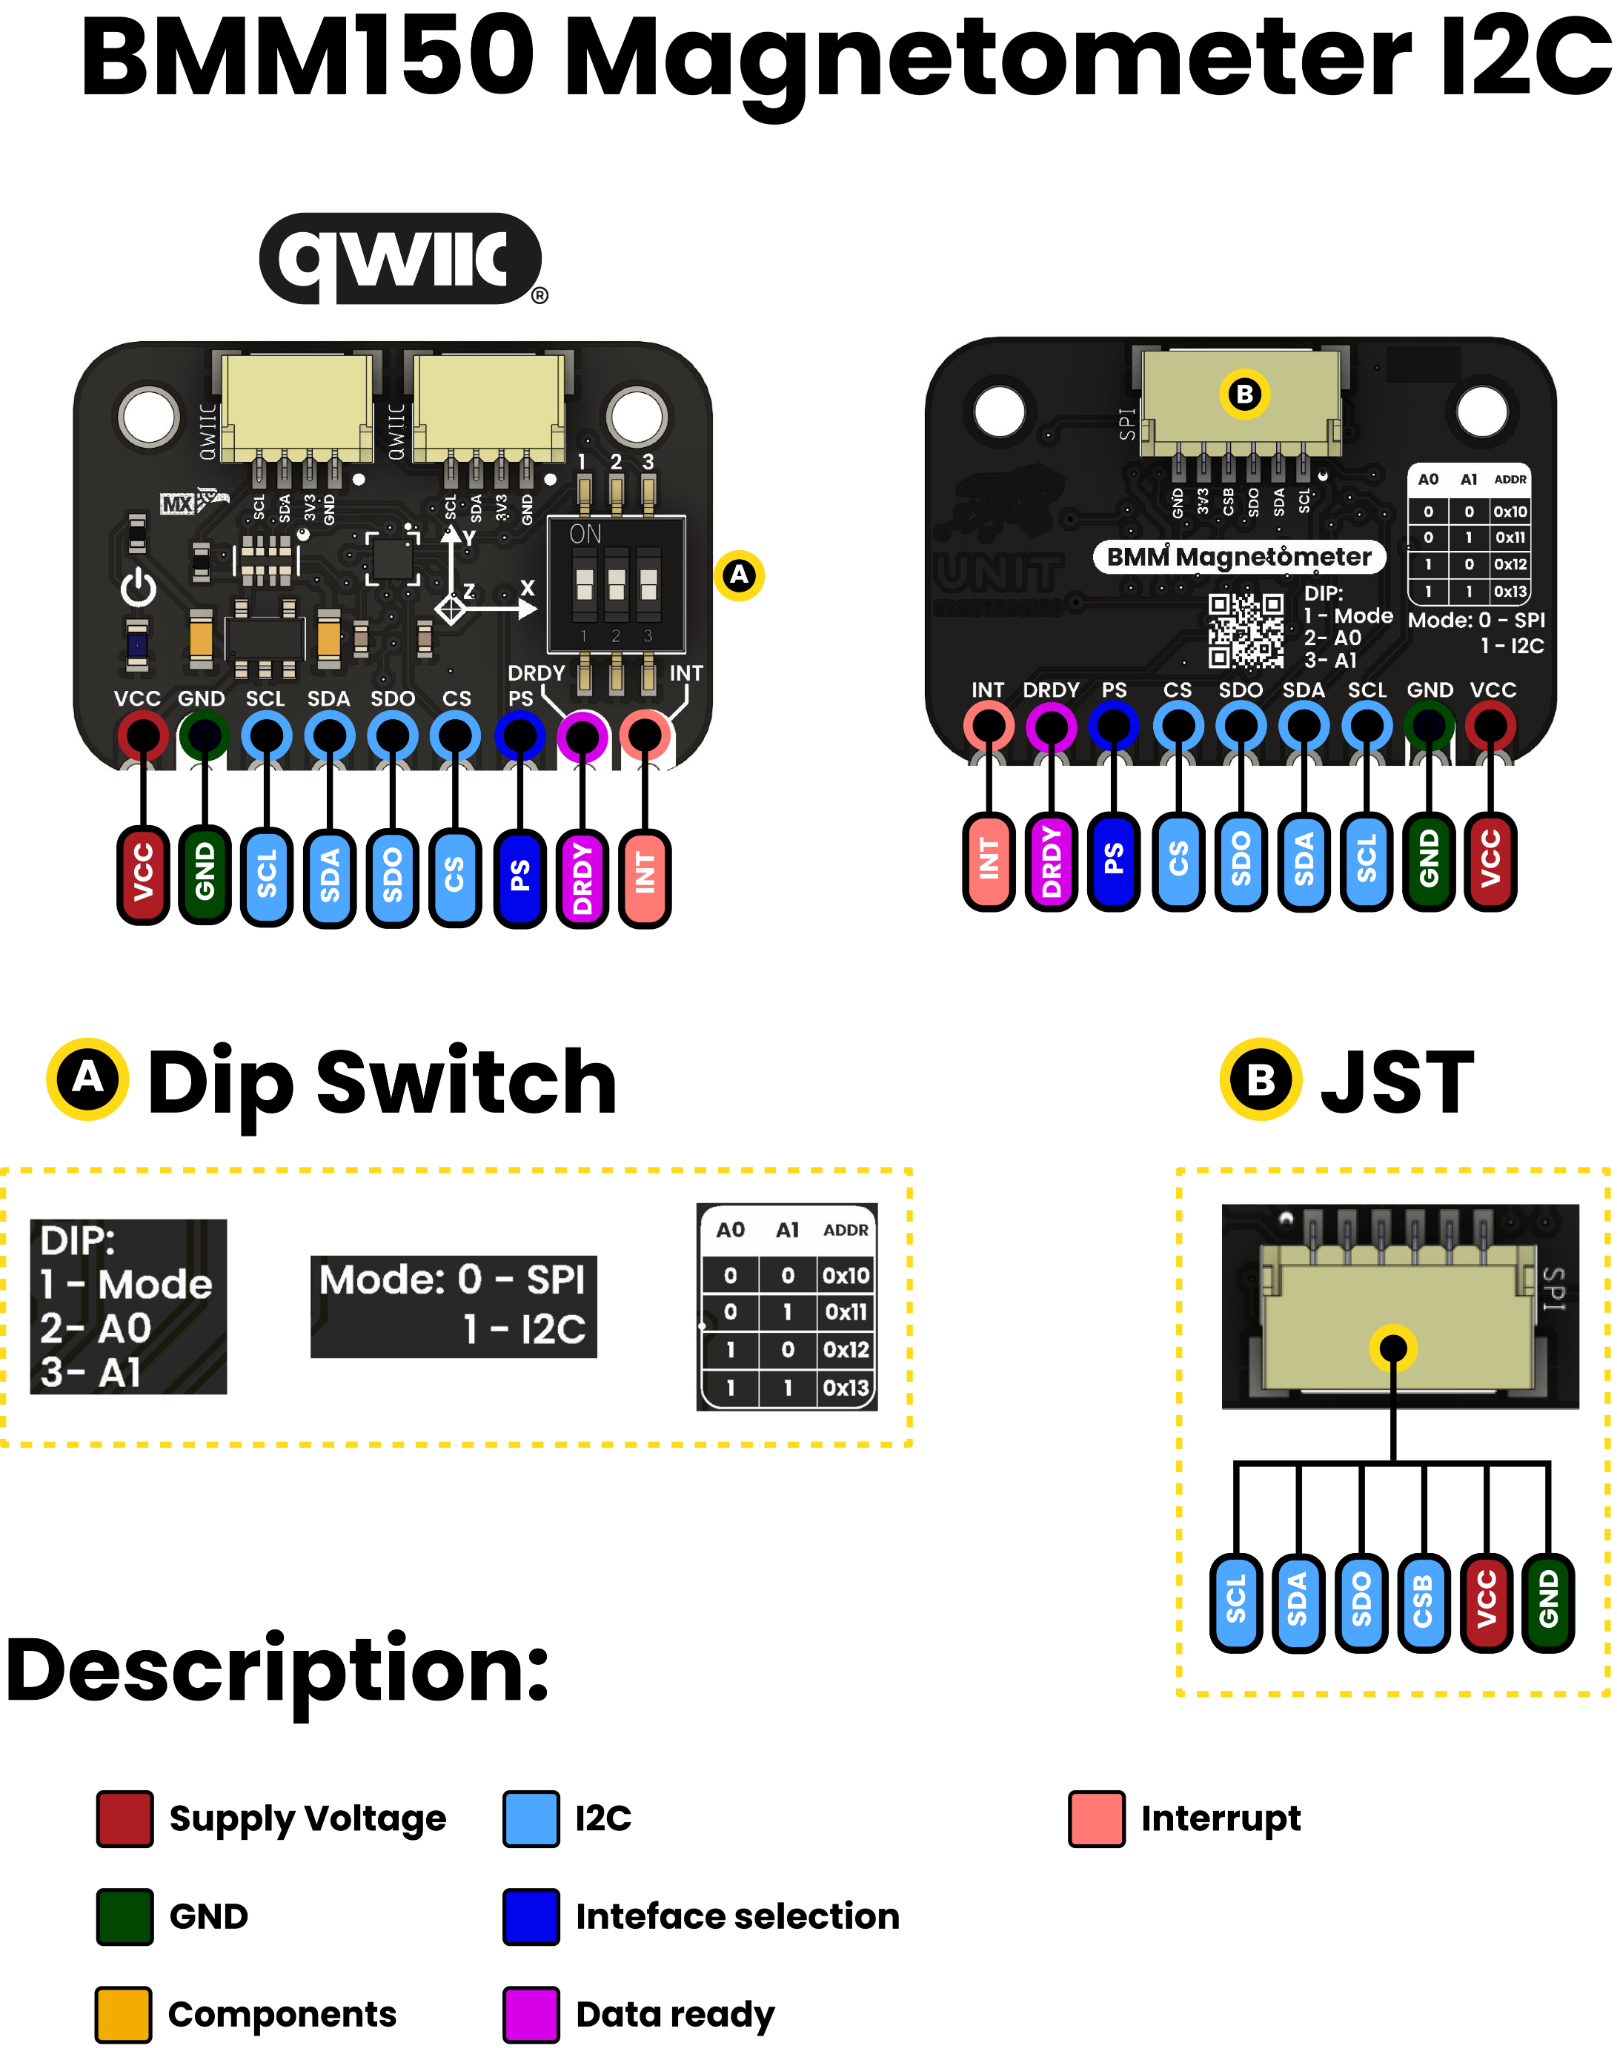 BMM150 Magnetometer I2C
qwiic
®
QWIIC
QWIIC
SCL SDA 3V3 GND
SCL SDA 3V3 GND
MX
1 2 3
ON
1 2 3
Y
Z
X
A
DRDY
INT
VCC GND SCL SDA SDO CS PS
VCC GND SCL SDA SDO CS PS DRDY INT
B
SPI
GND 3V3 CSB SDO SDA SCL
A0 A1 ADDR
0 0 0x10
0 1 0x11
1 0 0x12
1 1 0x13
UNIT
ELECTRONICS
BMM Magnetometer
DIP:
1 - Mode
2- A0
3- A1
Mode: 0 - SPI
1 - I2C
INT DRDY PS CS SDO SDA SCL GND VCC
INT DRDY PS CS SDO SDA SCL GND VCC
A Dip Switch
DIP:
1 - Mode
2- A0
3- A1
Mode: 0 - SPI
1 - I2C
A0 A1 ADDR
0 0 0x10
0 1 0x11
1 0 0x12
1 1 0x13
B JST
SPI
SCL SDA SDO CSB VCC GND
Description:
Supply Voltage
I2C
Interrupt
GND
Inteface selection
Components
Data ready